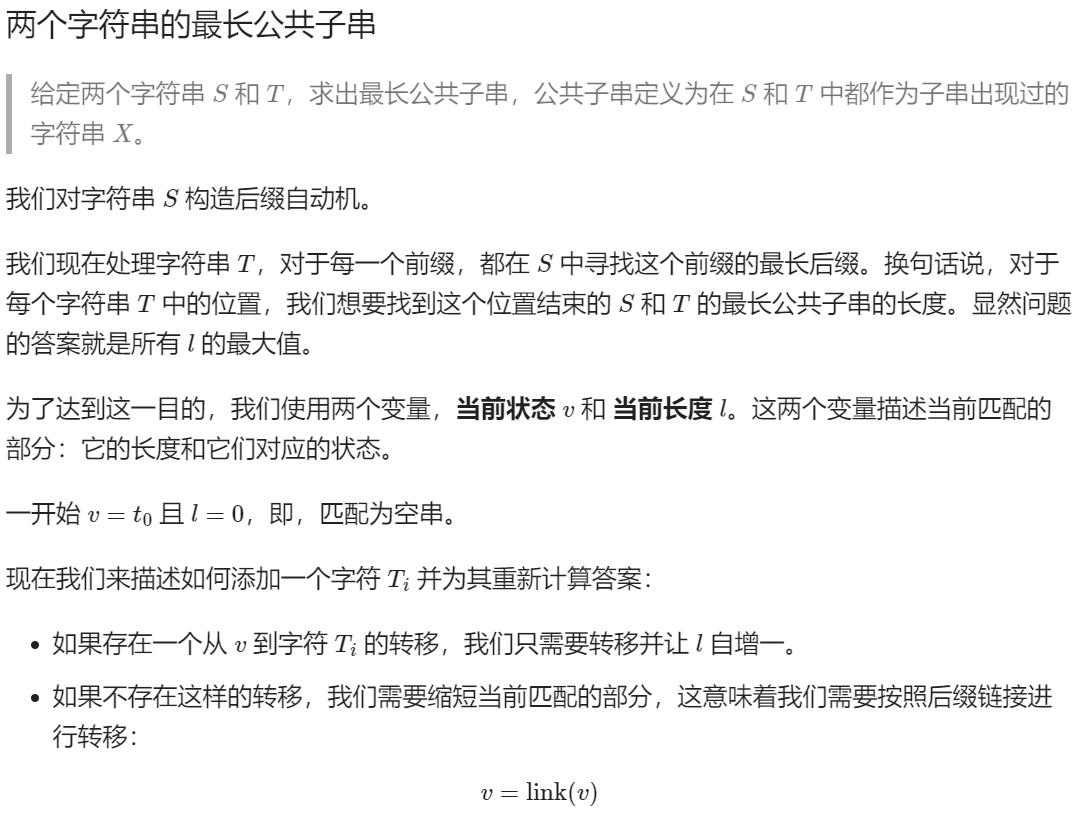 两个字符串的最长公共子串
给定两个字符串 S 和 T，求出最长公共子串，公共子串定义为在 S 和 T 中都作为子串出现过的
字符串 X。
我们对字符串 S 构造后缀自动机。
我们现在处理字符串 T，对于每一个前缀，都在 S 中寻找这个前缀的最长后缀。换句话说，对于
每个字符串 T 中的位置，我们想要找到这个位置结束的 S 和 T 的最长公共子串的长度。显然问题
的答案就是所有 l 的最大值。
为了达到这一目的，我们使用两个变量，当前状态 v 和 当前长度 l。这两个变量描述当前匹配的
部分：它的长度和它们对应的状态。
一开始 v = t₀ 且 l = 0，即，匹配为空串。
现在我们来描述如何添加一个字符 Tᵢ 并为其重新计算答案：
• 如果存在一个从 v 到字符 Tᵢ 的转移，我们只需要转移并让 l 自增一。
• 如果不存在这样的转移，我们需要缩短当前匹配的部分，这意味着我们需要按照后缀链接进
行转移：
v = link(v)